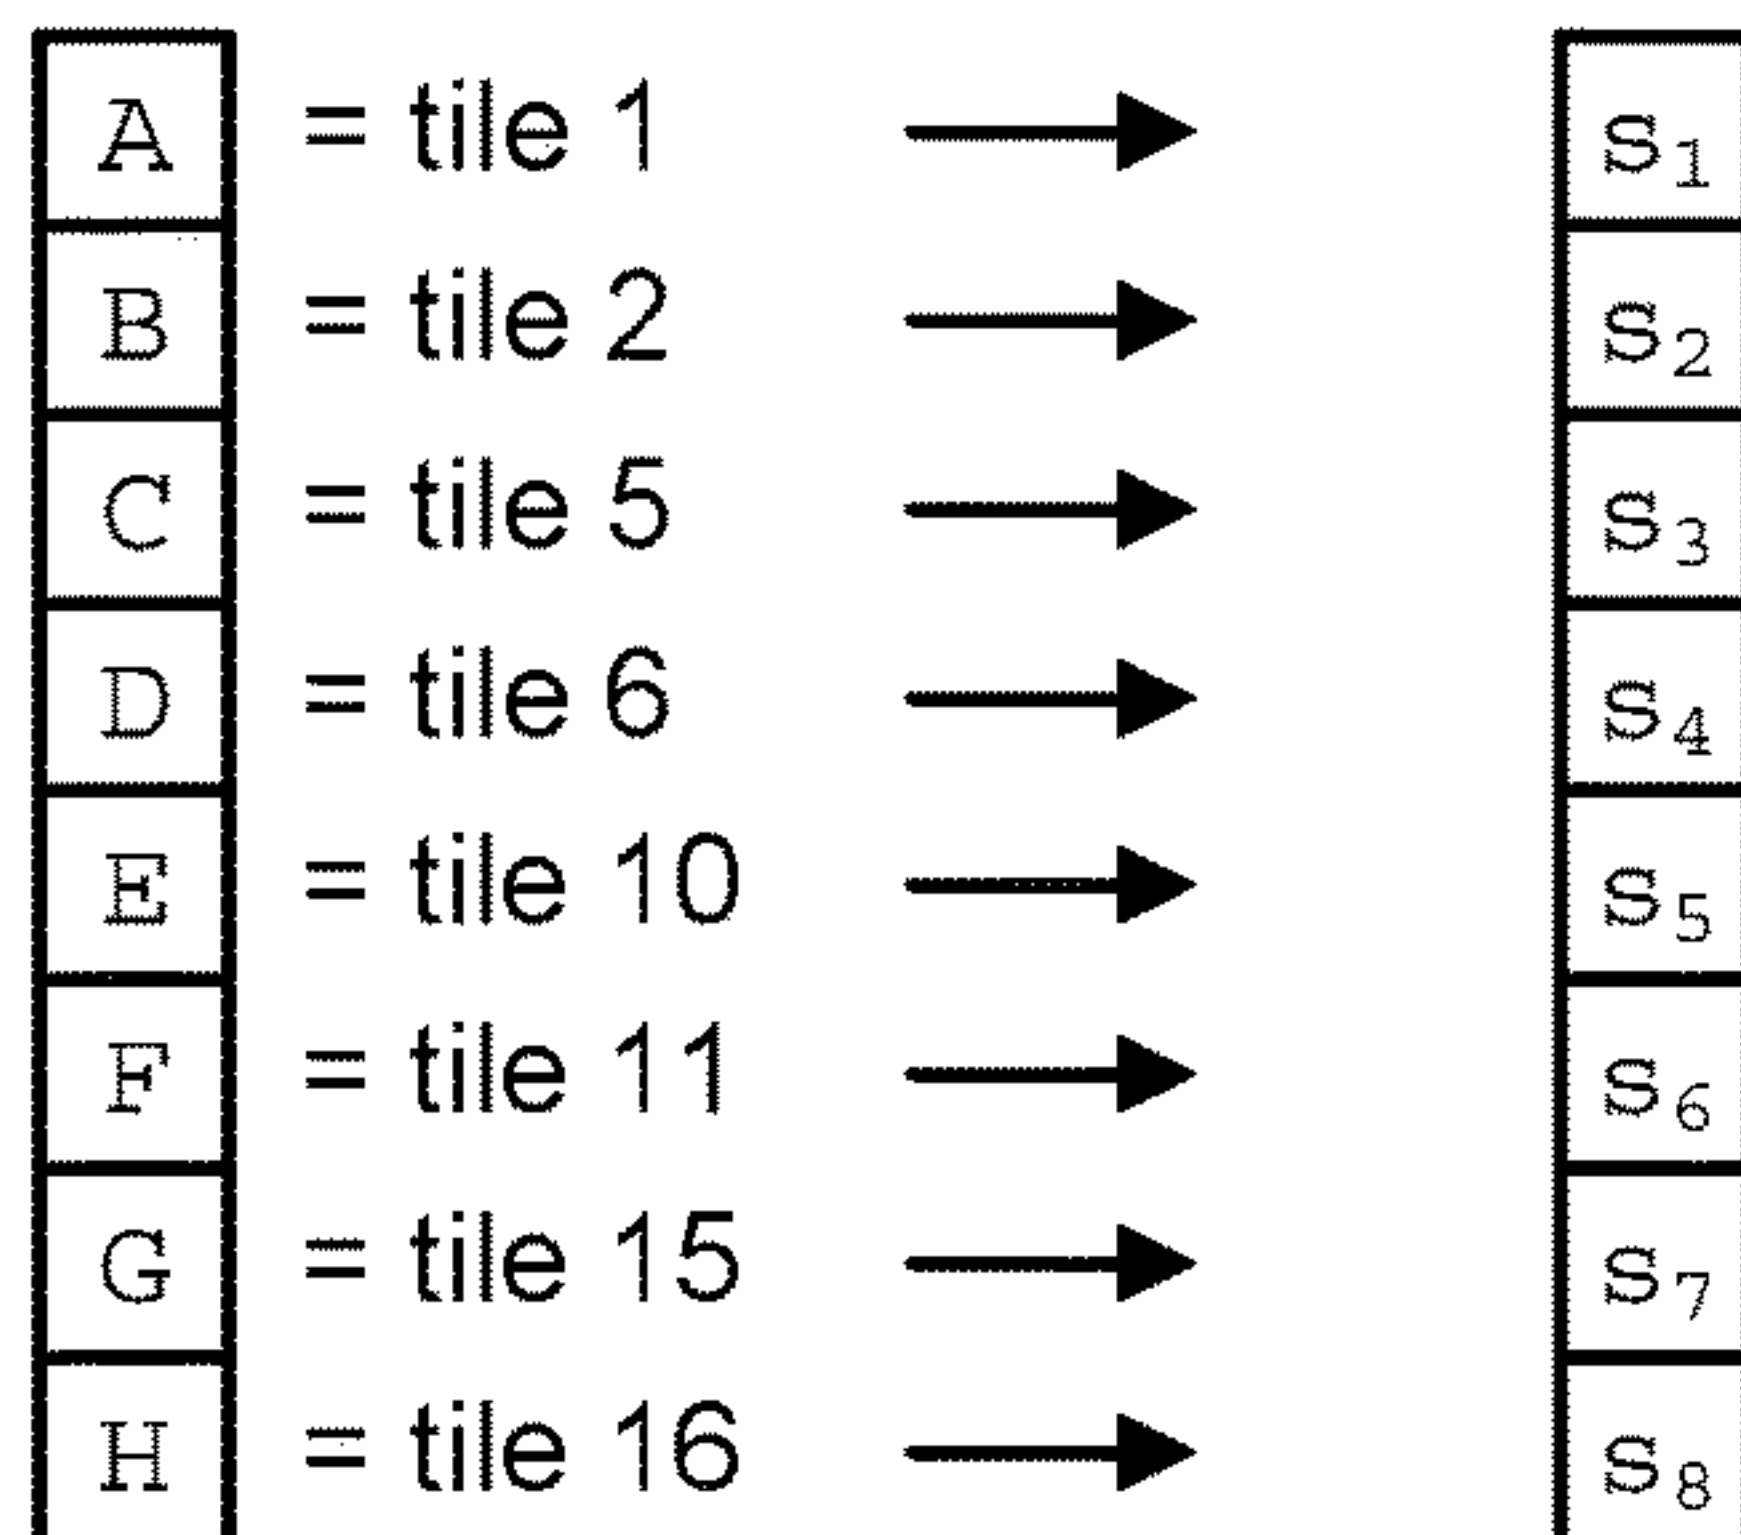 A = tile 1 S1
B = tile 2 S2
C = tile 5 S3
D = tile 6 S4
E = tile 10 S5
F = tile 11 S6
G = tile 15 S7
H = tile 16 S8